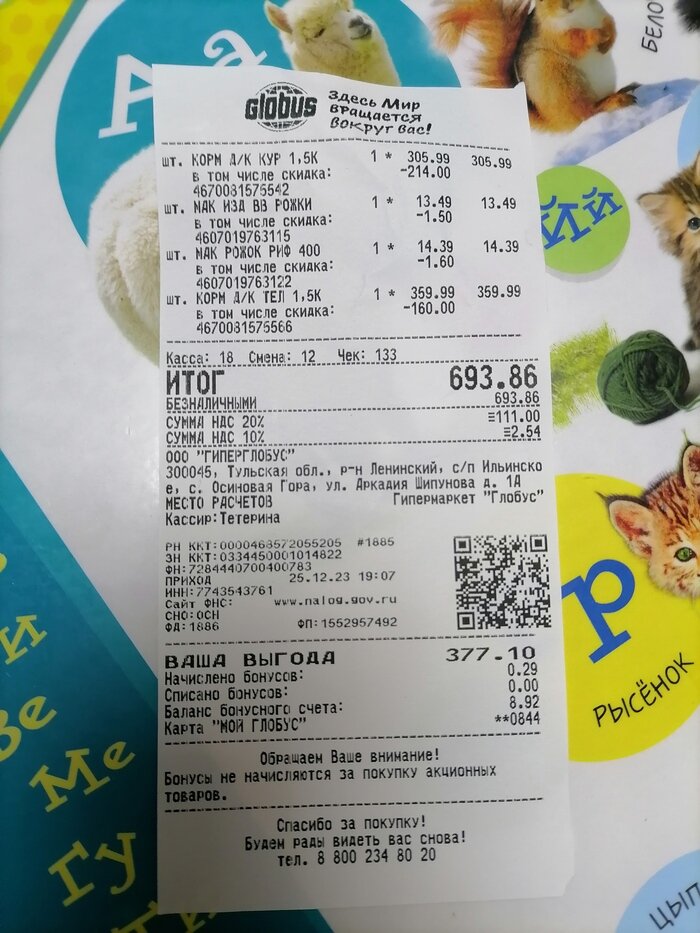 Аа
БЕЛО
globus
Здесь Мир
вращается
вокруг вас!
шт. КОРМ Д/К КУР 1,5К 1 * 305.99 305.99
в том числе скидка: -214.00
4670081575542
шт. МАК ИЗД ВВ РОЖКИ 1 * 13.49 13.49
в том числе скидка: -1.50
4607019763115
шт. МАК РОЖОК РИФ 400 1 * 14.39 14.39
в том числе скидка: -1.60
4607019763122
шт. КОРМ Д/К ТЕЛ 1,5К 1 * 359.99 359.99
в том числе скидка: -160.00
4670081575566
Касса: 18 Смена: 12 Чек: 133
ИТОГ 693.86
БЕЗНАЛИЧНЫМИ 693.86
СУММА НДС 20% =111.00
СУММА НДС 10% =2.54
ООО "ГИПЕРГЛОБУС"
300045, Тульская обл., р-н Ленинский, с/п Ильинско
е, с. Осиновая Гора, ул. Аркадия Шипунова д. 1А
МЕСТО РАСЧЕТОВ Гипермаркет "Глобус"
Кассир:Тетерина
РН ККТ:0000468572055205 #1885
ЗН ККТ:0334450001014822
ФН:7284440700400783
ПРИХОД 25.12.23 19:07
ИНН:7743543761
Сайт ФНС: www.nalog.gov.ru
СНО:ОСН
ФД:1886 ФП:1552957492
ВАША ВЫГОДА 377.10
Начислено бонусов: 0.29
Списано бонусов: 0.00
Баланс бонусного счета: 8.92
Карта "МОЙ ГЛОБУС" **0844
Обращаем Ваше внимание!
Бонусы не начисляются за покупку акционных
товаров.
Спасибо за покупку!
Будем рады видеть вас снова!
тел. 8 800 234 80 20
Йй
р
РЫСЁНОК
ЦЫП
и
Ве
Ме
Гу